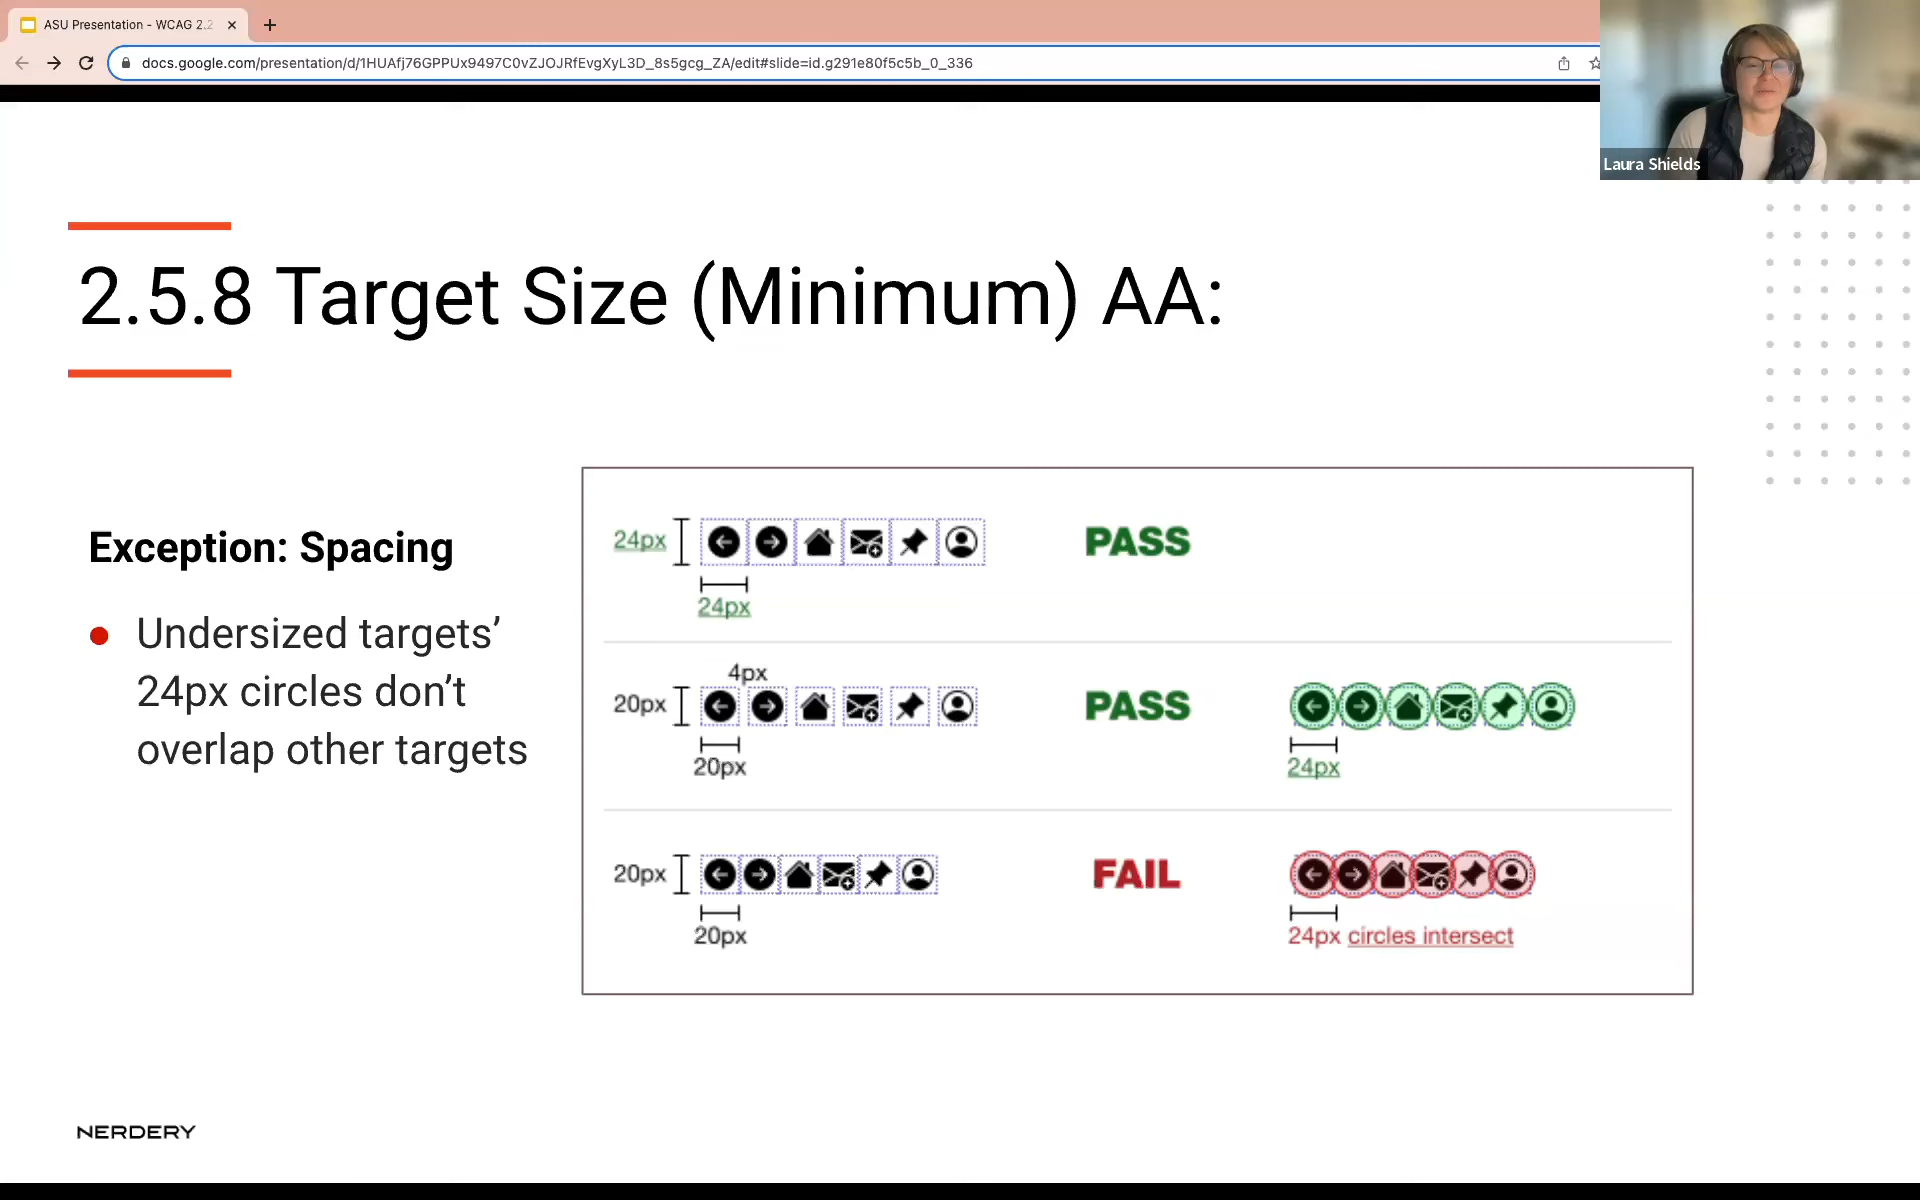 ASU Presentation - WCAG 2.2
docs.google.com/presentation/d/1HUAfj76GPPUx9497C0vZJOJRfEvgXyL3D_8s5gcg_ZA/edit#slide=id.g291e80f5c5b_0_336
Laura Shields
2.5.8 Target Size (Minimum) AA:
Exception: Spacing
Undersized targets’
24px circles don’t
overlap other targets
24px
PASS
24px
4px
20px
PASS
20px
24px
20px
FAIL
20px
24px circles intersect
NERDERY